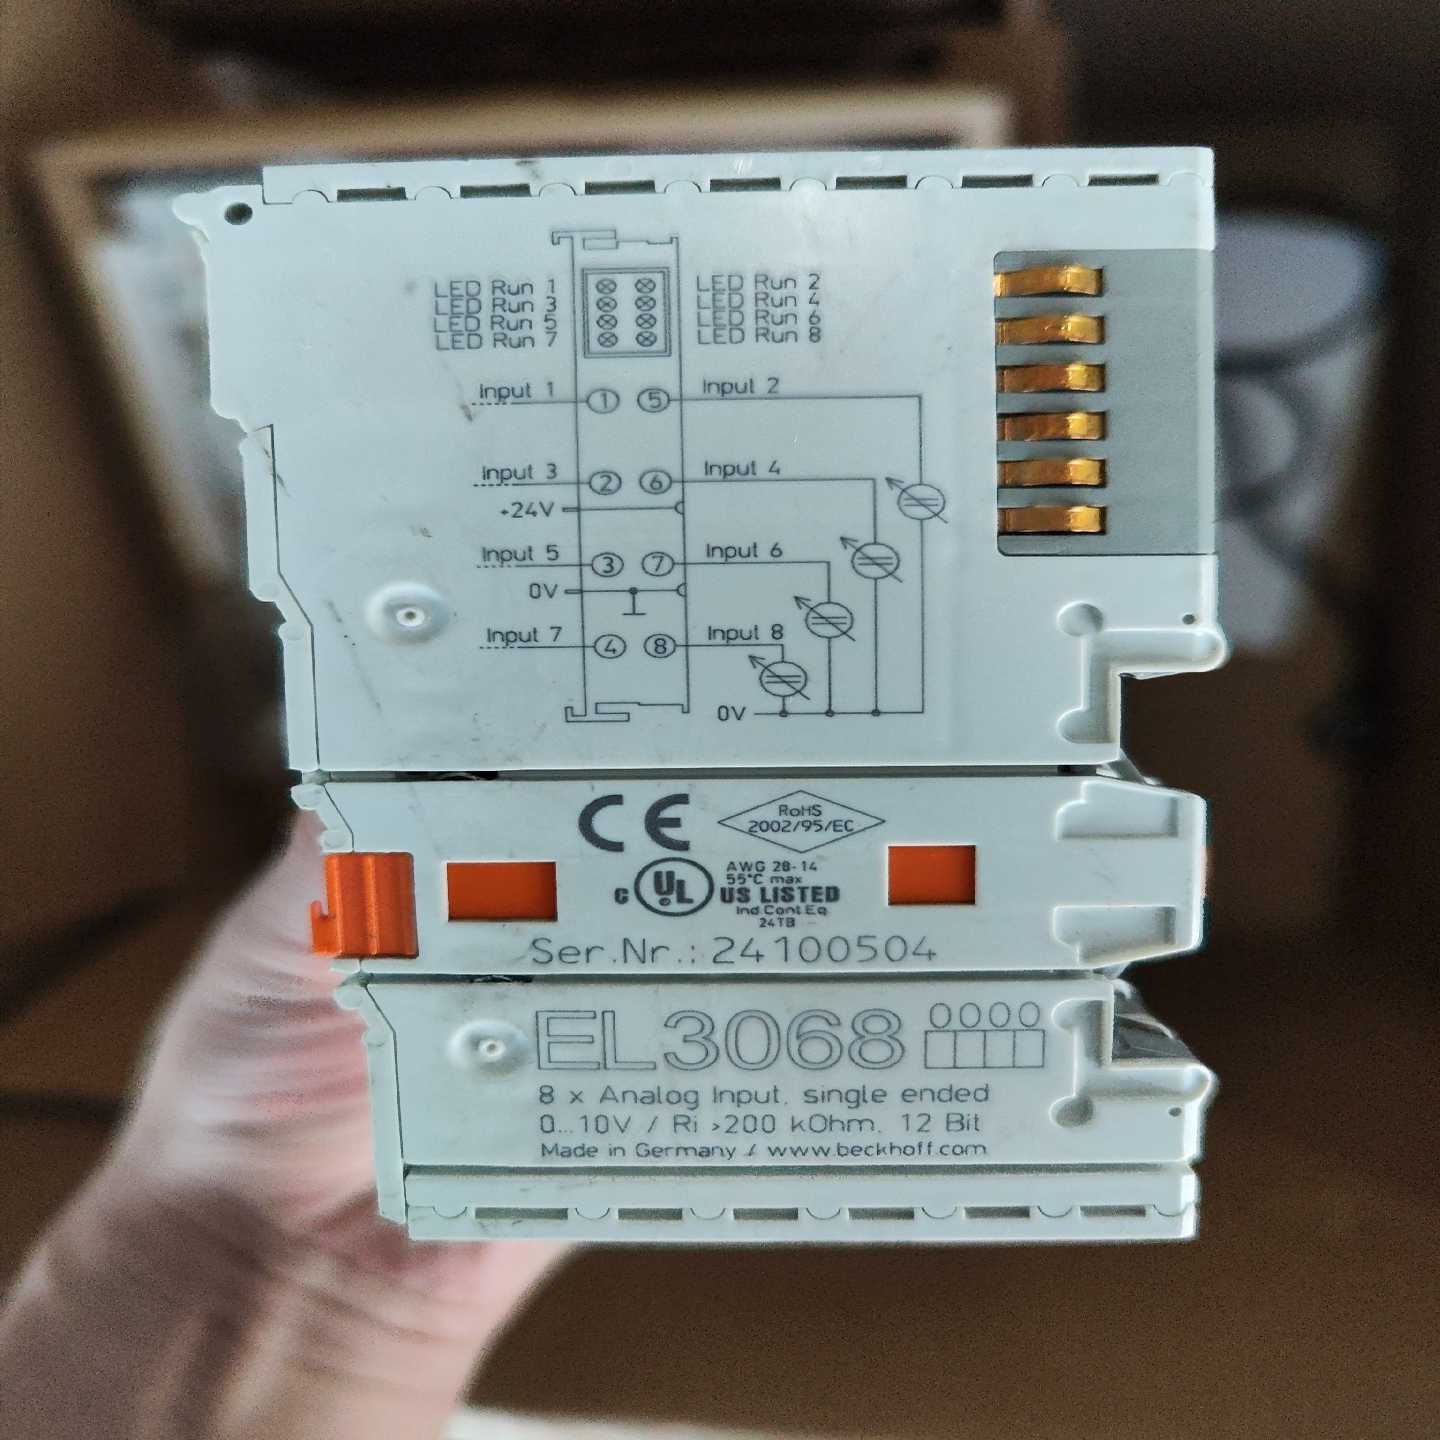 LED Run 1 LED Run 2
LED Run 3 LED Run 4
LED Run 5 LED Run 6
LED Run 7 LED Run 8
Input 1 1 5 Input 2
Input 3 2 6 Input 4
+24V
Input 5 3 7 Input 6
0V
Input 7 4 8 Input 8
0V
CE
RoHS
2002/95/EC
c UL US LISTED
AWG 28-14
55°C max
Ind Cont Eq
24TB
Ser.Nr.: 24100504
EL3068 0000
8 x Analog Input, single ended
0...10V / Ri >200 kOhm, 12 Bit
Made in Germany / www.beckhoff.com